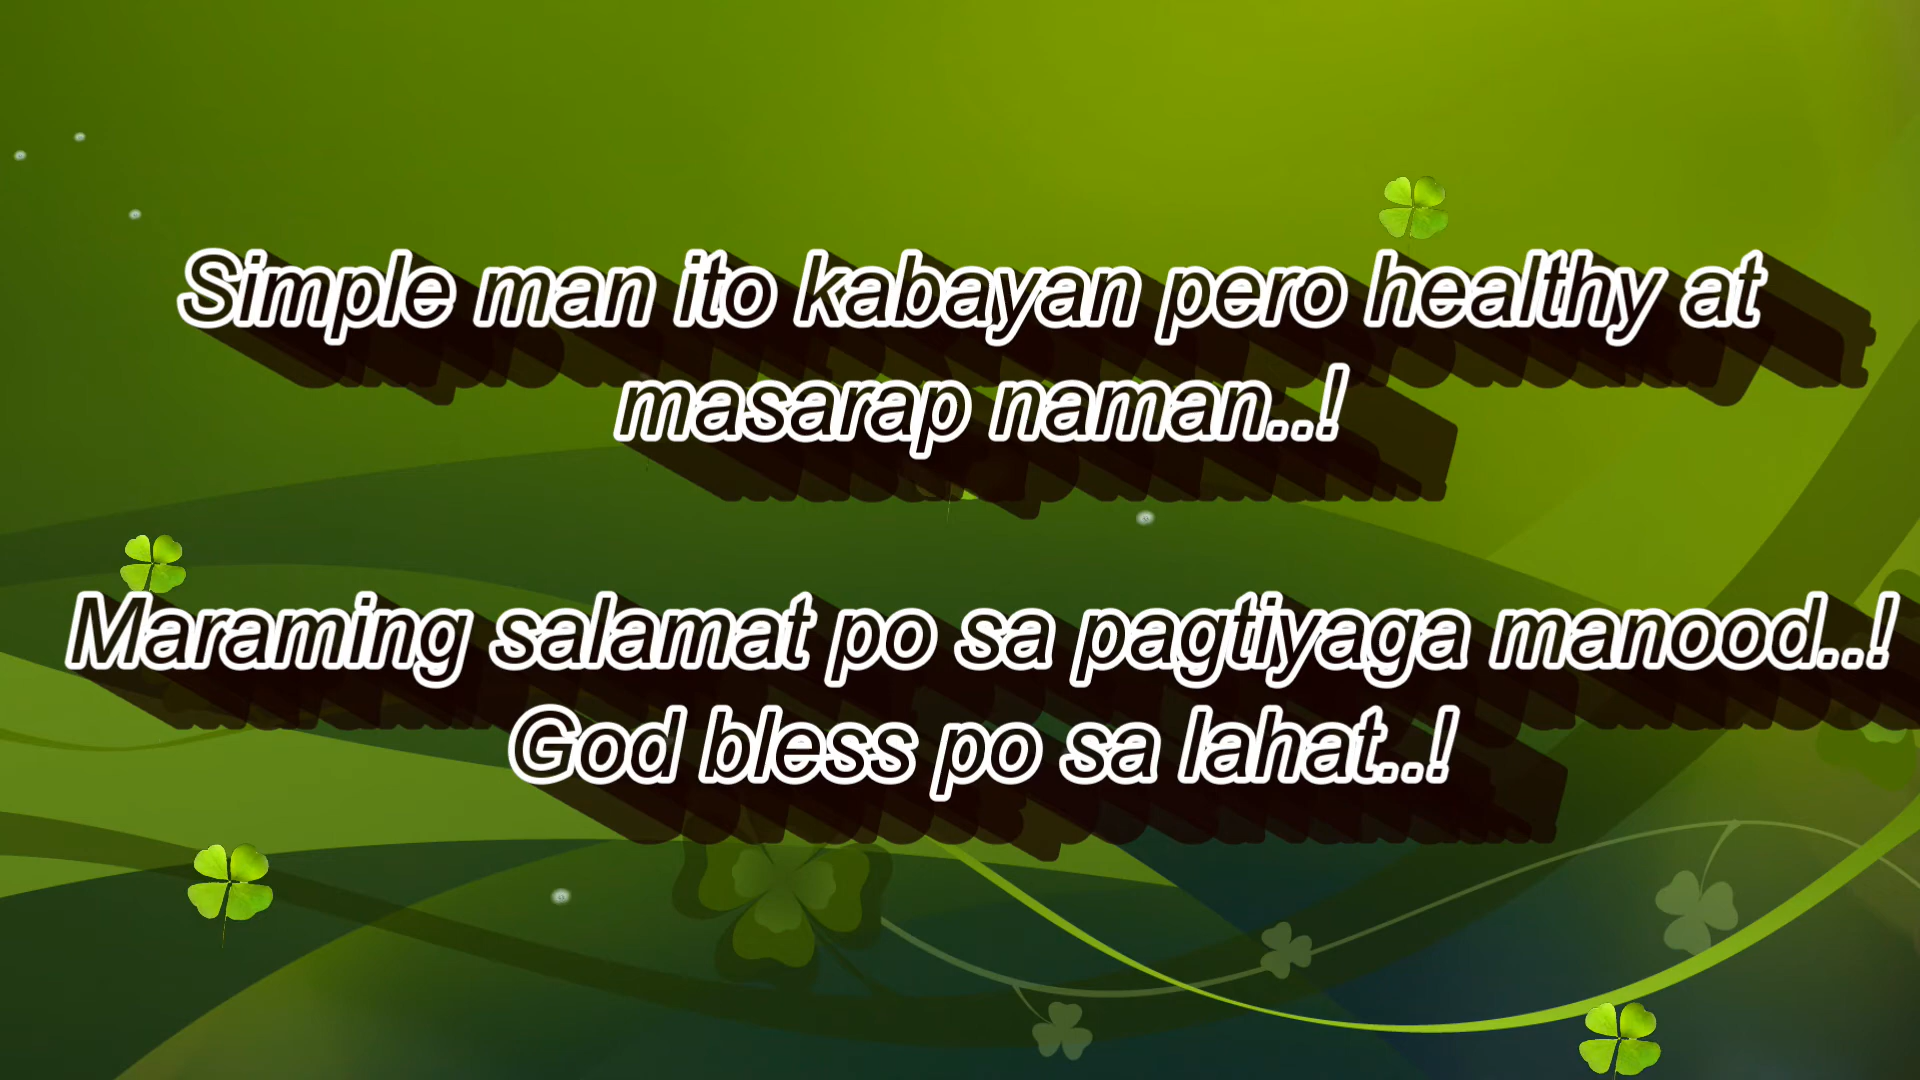 Simple man ito kabayan pero healthy at
masarap naman..!
Maraming salamat po sa pagtiyaga manood..!
God bless po sa lahat..!